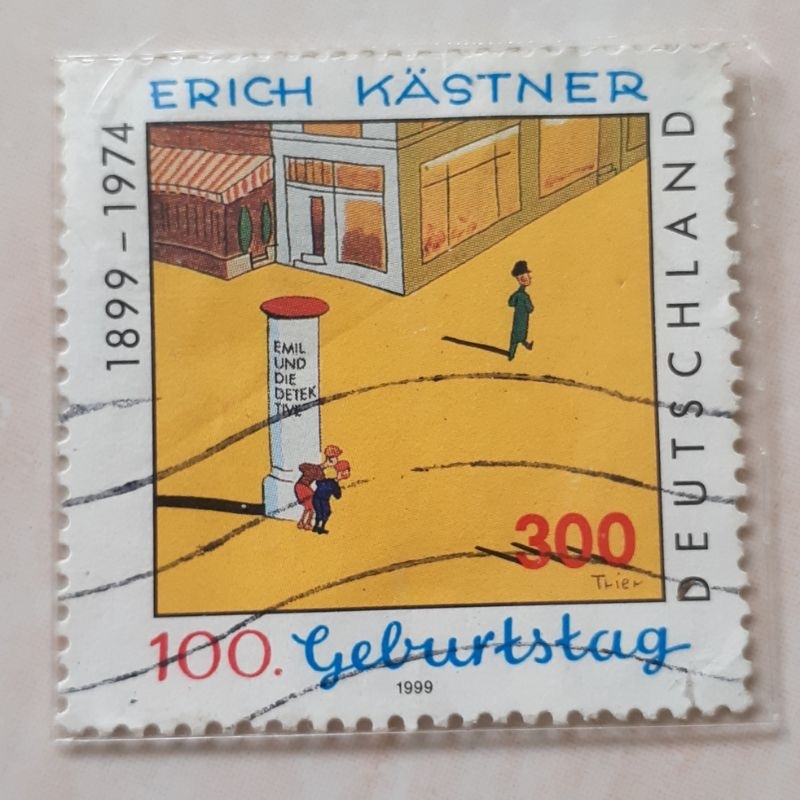 ERICH KÄSTNER
1899 – 1974
DEUTSCHLAND
EMIL
UND
DIE
DETEK
TIVE
300
Trier
100. Geburtstag
1999